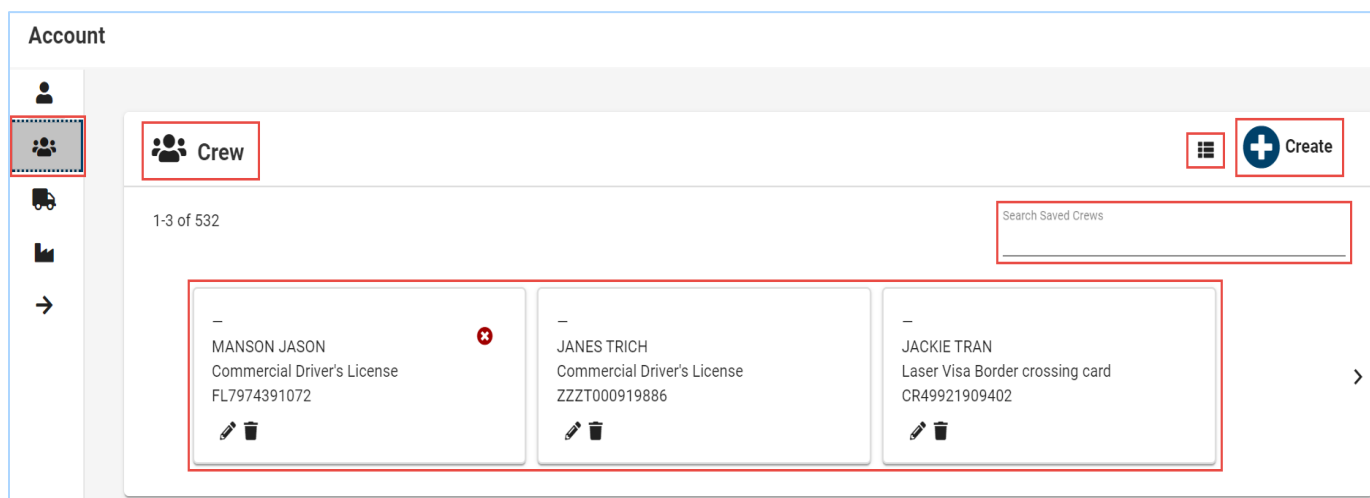 Account
Crew
Create
1-3 of 532
Search Saved Crews
–
MANSON JASON
Commercial Driver's License
FL7974391072
–
JANES TRICH
Commercial Driver's License
ZZZT000919886
–
JACKIE TRAN
Laser Visa Border crossing card
CR49921909402